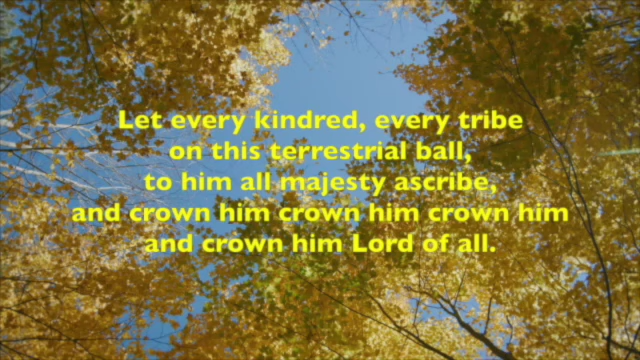 Let every kindred, every tribe
on this terrestrial ball,
to him all majesty ascribe,
and crown him crown him crown him
and crown him Lord of all.